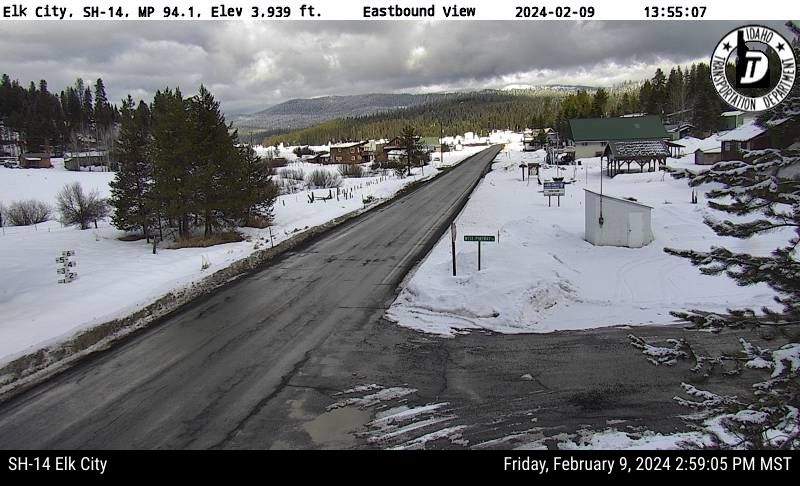 Elk City, SH-14, MP 94.1, Elev 3,939 ft. Eastbound View 2024-02-09 13:55:07
IDAHO
TRANSPORTATION DEPARTMENT
SH-14 Elk City Friday, February 9, 2024 2:59:05 PM MST